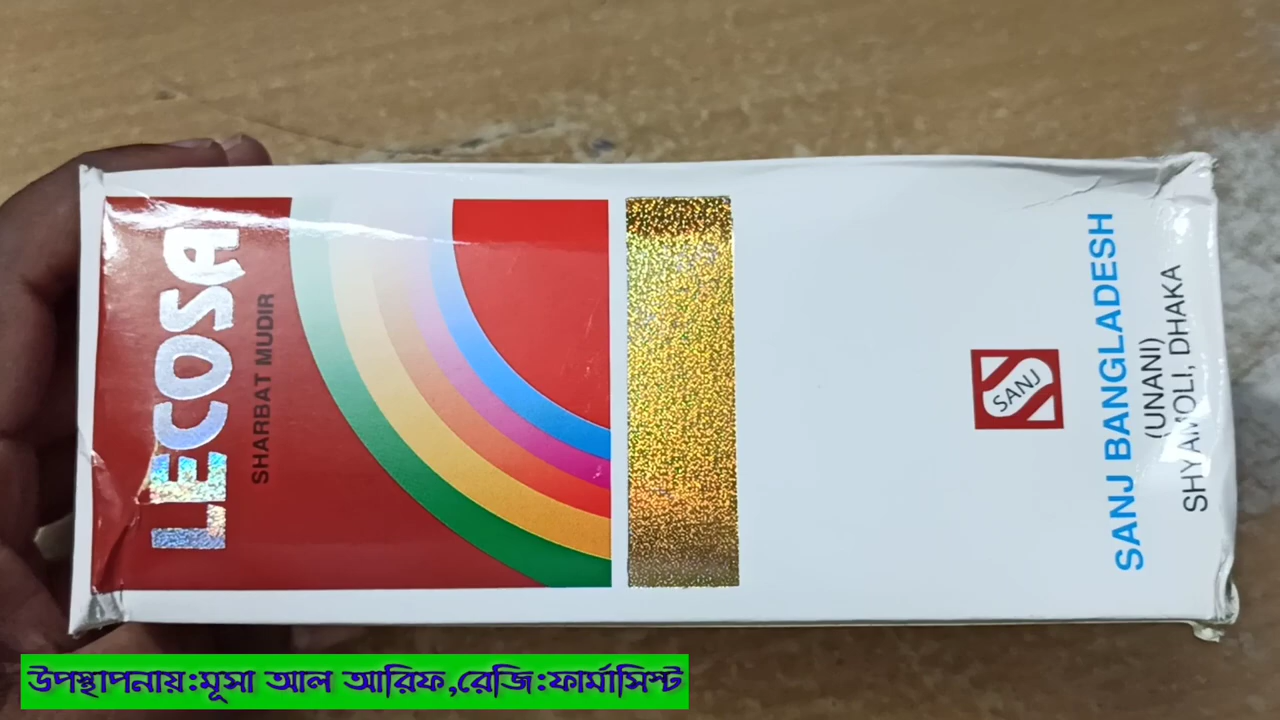 LECOSA
SHARBAT MUDIR
SANJ
SANJ BANGLADESH
(UNANI)
SHYAMOLI, DHAKA
উপস্থাপনায়:মূসা আল আরিফ,রেজি:ফার্মাসিস্ট